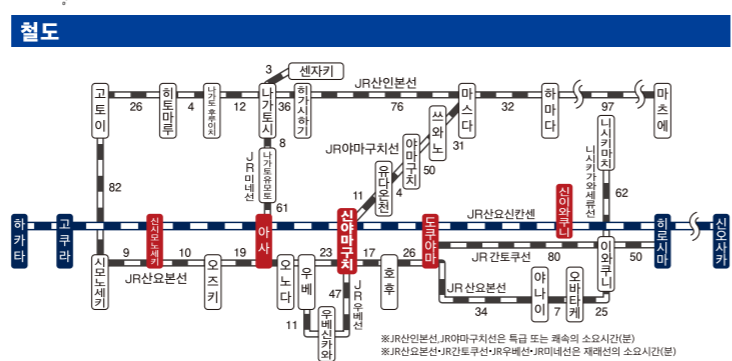 철도
3
센자키
JR산인본선
고토이
26
히토마루
4
나가토 후루이치
12
나가토시
36
히가시하기
76
마스다
32
하마다
97
마츠에
쓰와노
31
JR야마구치선
야마구치
50
유다온천
4
11
8
JR미네선
나가토유모토
61
82
니시키마치
니시키가와세류선
62
하카타
고쿠라
신시모노세키
아사
신야마구치
도쿠야마
JR산요신칸센
신이와쿠니
히로시마
신오사카
시모노세키
9
10
JR산요본선
오즈키
19
오노다
우베
23
17
호후
26
JR간토쿠선
80
이와쿠니
50
11
우베신카와
47
JR우베선
JR산요본선
34
야나이
7
오바타케
25
※JR산인본선,JR야마구치선은 특급 또는 쾌속의 소요시간(분)
※JR산요본선•JR간토쿠선•JR우베선•JR미네선은 재래선의 소요시간(분)